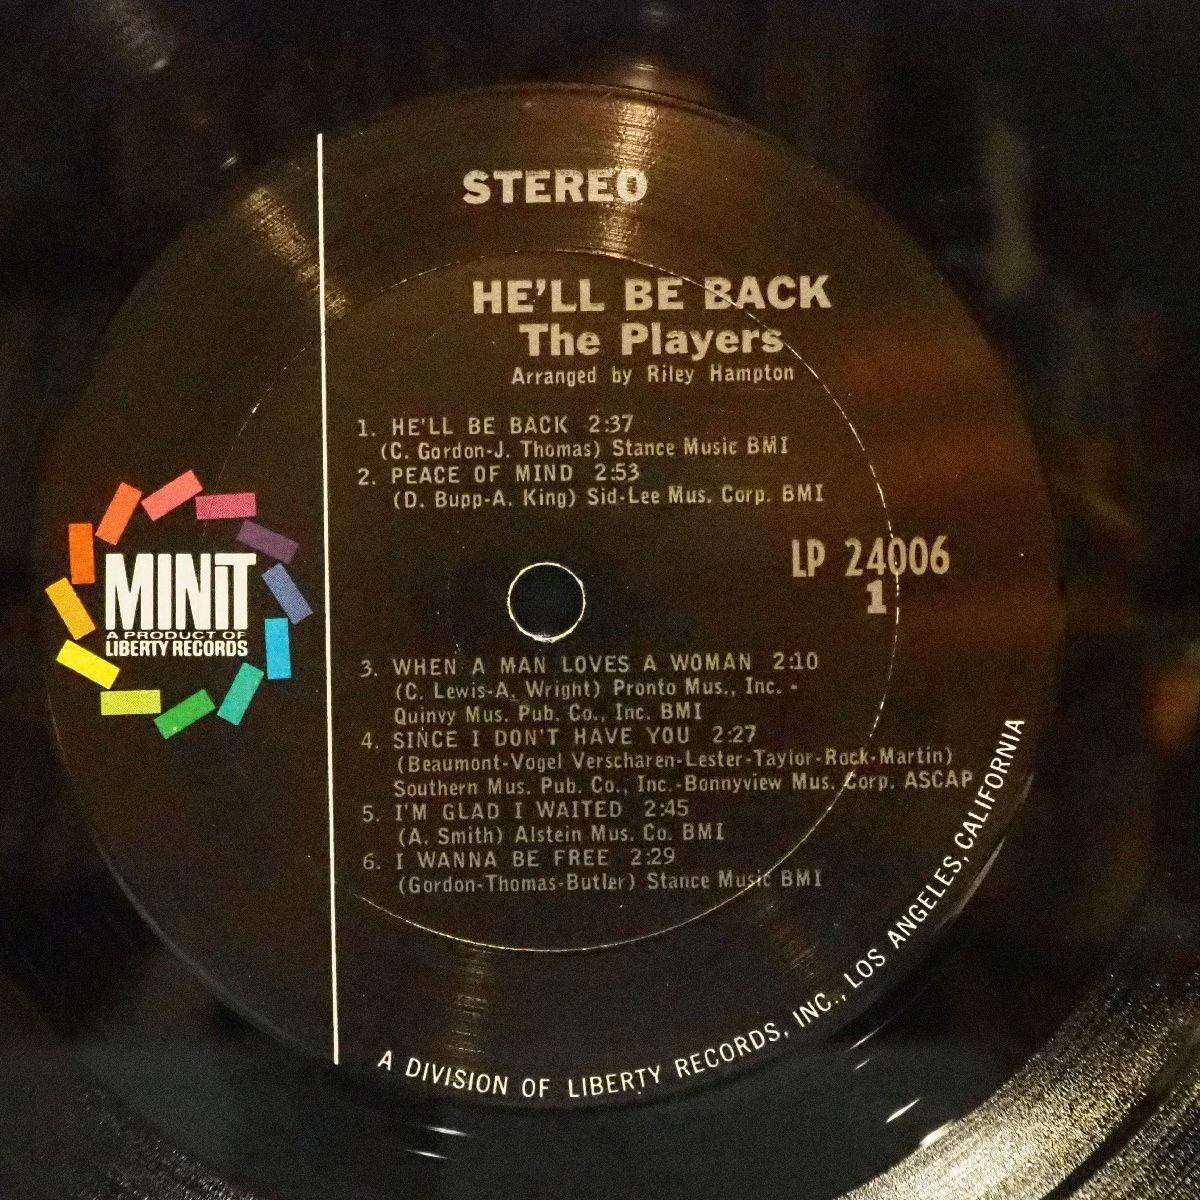 STEREO
HE'LL BE BACK
The Players
Arranged by Riley Hampton
1. HE'LL BE BACK 2:37
(C. Gordon-J. Thomas) Stance Music BMI
2. PEACE OF MIND 2:53
(D. Bupp-A. King) Sid-Lee Mus. Corp. BMI
LP 24006
1
MINIT
A PRODUCT OF
LIBERTY RECORDS
3. WHEN A MAN LOVES A WOMAN 2:10
(C. Lewis-A. Wright) Pronto Mus., Inc. -
Quinvy Mus. Pub. Co., Inc. BMI
4. SINCE I DON'T HAVE YOU 2:27
(Beaumont-Vogel Verscharen-Lester-Taylor-Rock-Martin)
Southern Mus. Pub. Co., Inc.-Bonnyview Mus. Corp. ASCAP
5. I'M GLAD I WAITED 2:45
(A. Smith) Alstein Mus. Co. BMI
6. I WANNA BE FREE 2:29
(Gordon-Thomas-Butler) Stance Music BMI
A DIVISION OF LIBERTY RECORDS, INC., LOS ANGELES, CALIFORNIA